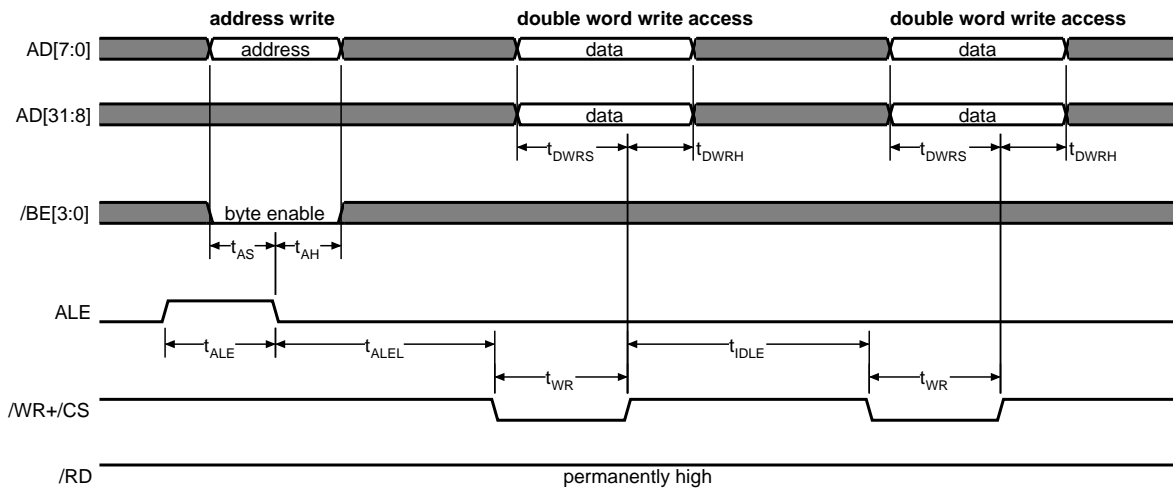 address write double word write access double word write access
AD[7:0] address data data
AD[31:8] data data
tDWRS tDWRH tDWRS tDWRH
/BE[3:0] byte enable
tAS tAH
ALE
tALE tALEL tIDLE
tWR tWR
/WR+/CS
/RD permanently high